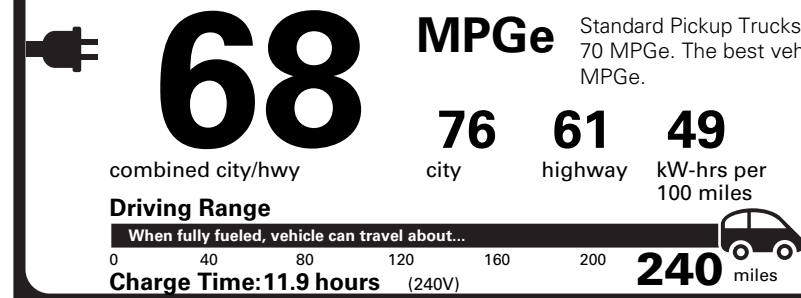 68 MPGe
Standard Pickup Trucks
70 MPGe. The best
MPGe.
76 61 49
combined city/hwy city highway kW-hrs per
100 miles
Driving Range
When fully fueled, vehicle can travel about...
0 40 80 120 160 200 240 miles
Charge Time: 11.9 hours (240V)